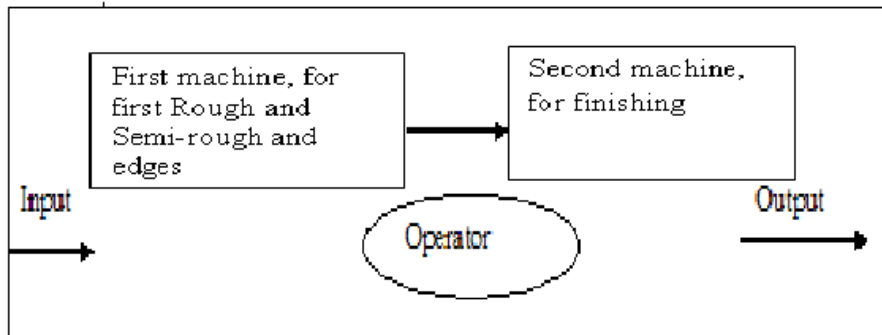 First machine, for
first Rough and
Semi-rough and
edges
Second machine,
for finishing
Input
Operator
Output